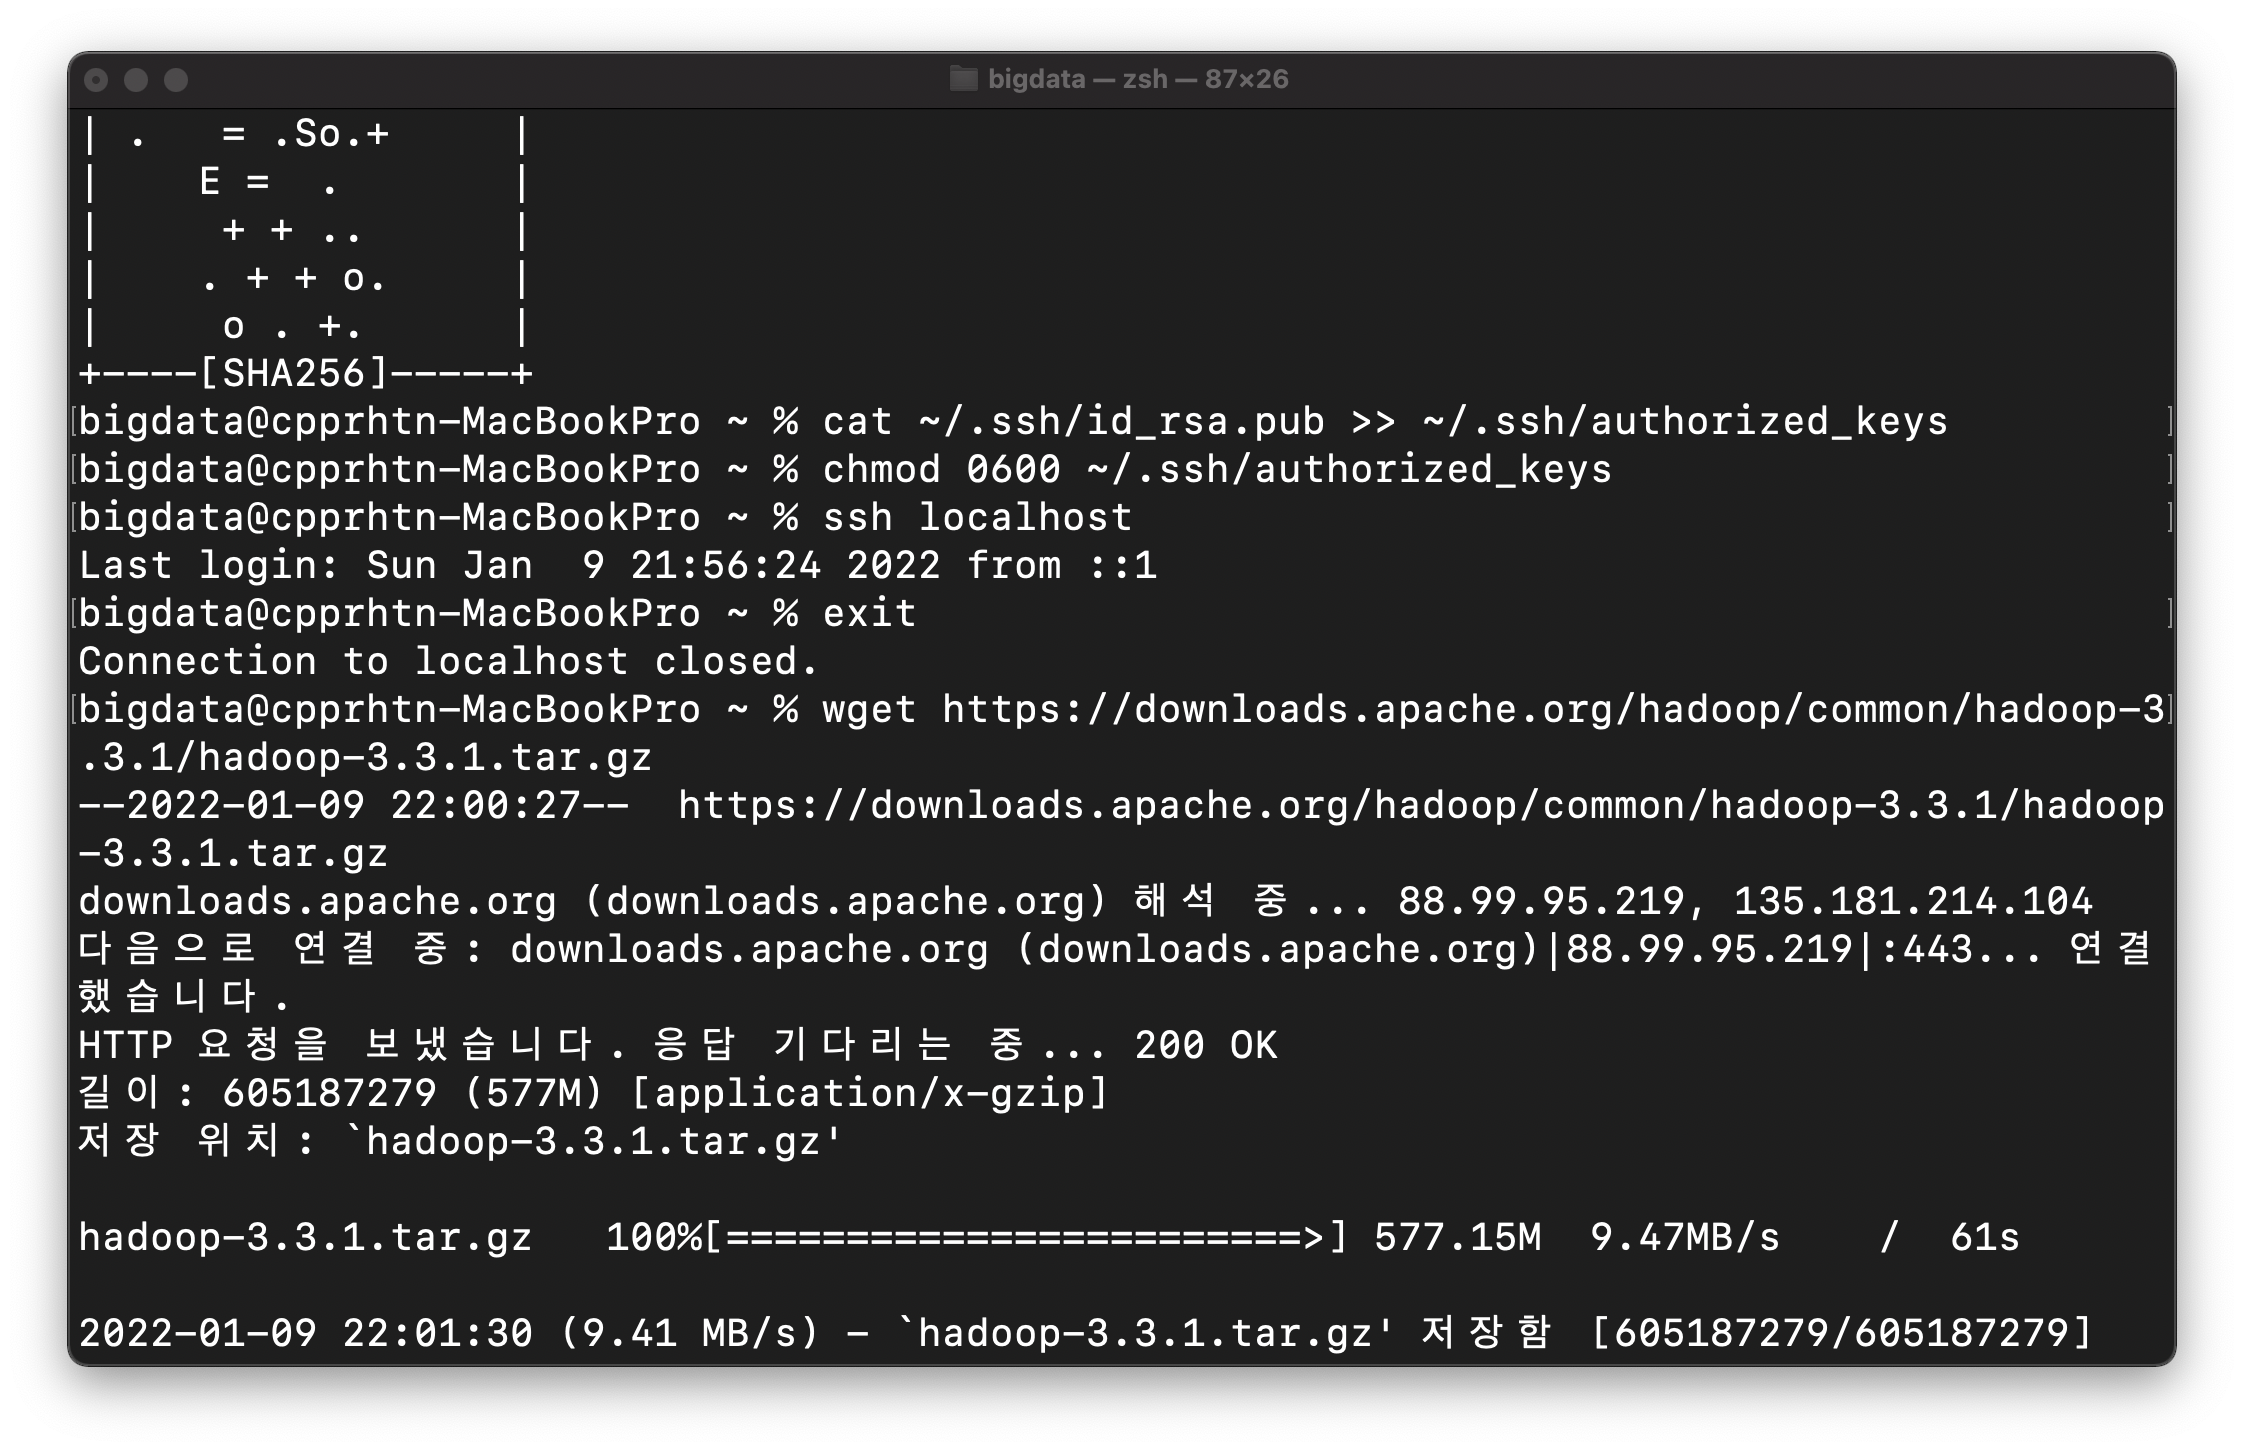 bigdata — zsh — 87×26
| .   = .So.+     |
|    E =  .       |
|     + + ..      |
|    . + + o.     |
|     o . +.      |
+----[SHA256]-----+
bigdata@cpprhtn-MacBookPro ~ % cat ~/.ssh/id_rsa.pub >> ~/.ssh/authorized_keys
bigdata@cpprhtn-MacBookPro ~ % chmod 0600 ~/.ssh/authorized_keys
bigdata@cpprhtn-MacBookPro ~ % ssh localhost
Last login: Sun Jan  9 21:56:24 2022 from ::1
bigdata@cpprhtn-MacBookPro ~ % exit
Connection to localhost closed.
bigdata@cpprhtn-MacBookPro ~ % wget https://downloads.apache.org/hadoop/common/hadoop-3
.3.1/hadoop-3.3.1.tar.gz
--2022-01-09 22:00:27--  https://downloads.apache.org/hadoop/common/hadoop-3.3.1/hadoop
-3.3.1.tar.gz
downloads.apache.org (downloads.apache.org) 해석 중... 88.99.95.219, 135.181.214.104
다음으로 연결 중: downloads.apache.org (downloads.apache.org)|88.99.95.219|:443... 연결
했습니다.
HTTP 요청을 보냈습니다. 응답 기다리는 중... 200 OK
길이: 605187279 (577M) [application/x-gzip]
저장 위치: `hadoop-3.3.1.tar.gz'
hadoop-3.3.1.tar.gz   100%[========================>] 577.15M  9.47MB/s    /  61s
2022-01-09 22:01:30 (9.41 MB/s) - `hadoop-3.3.1.tar.gz' 저장함 [605187279/605187279]